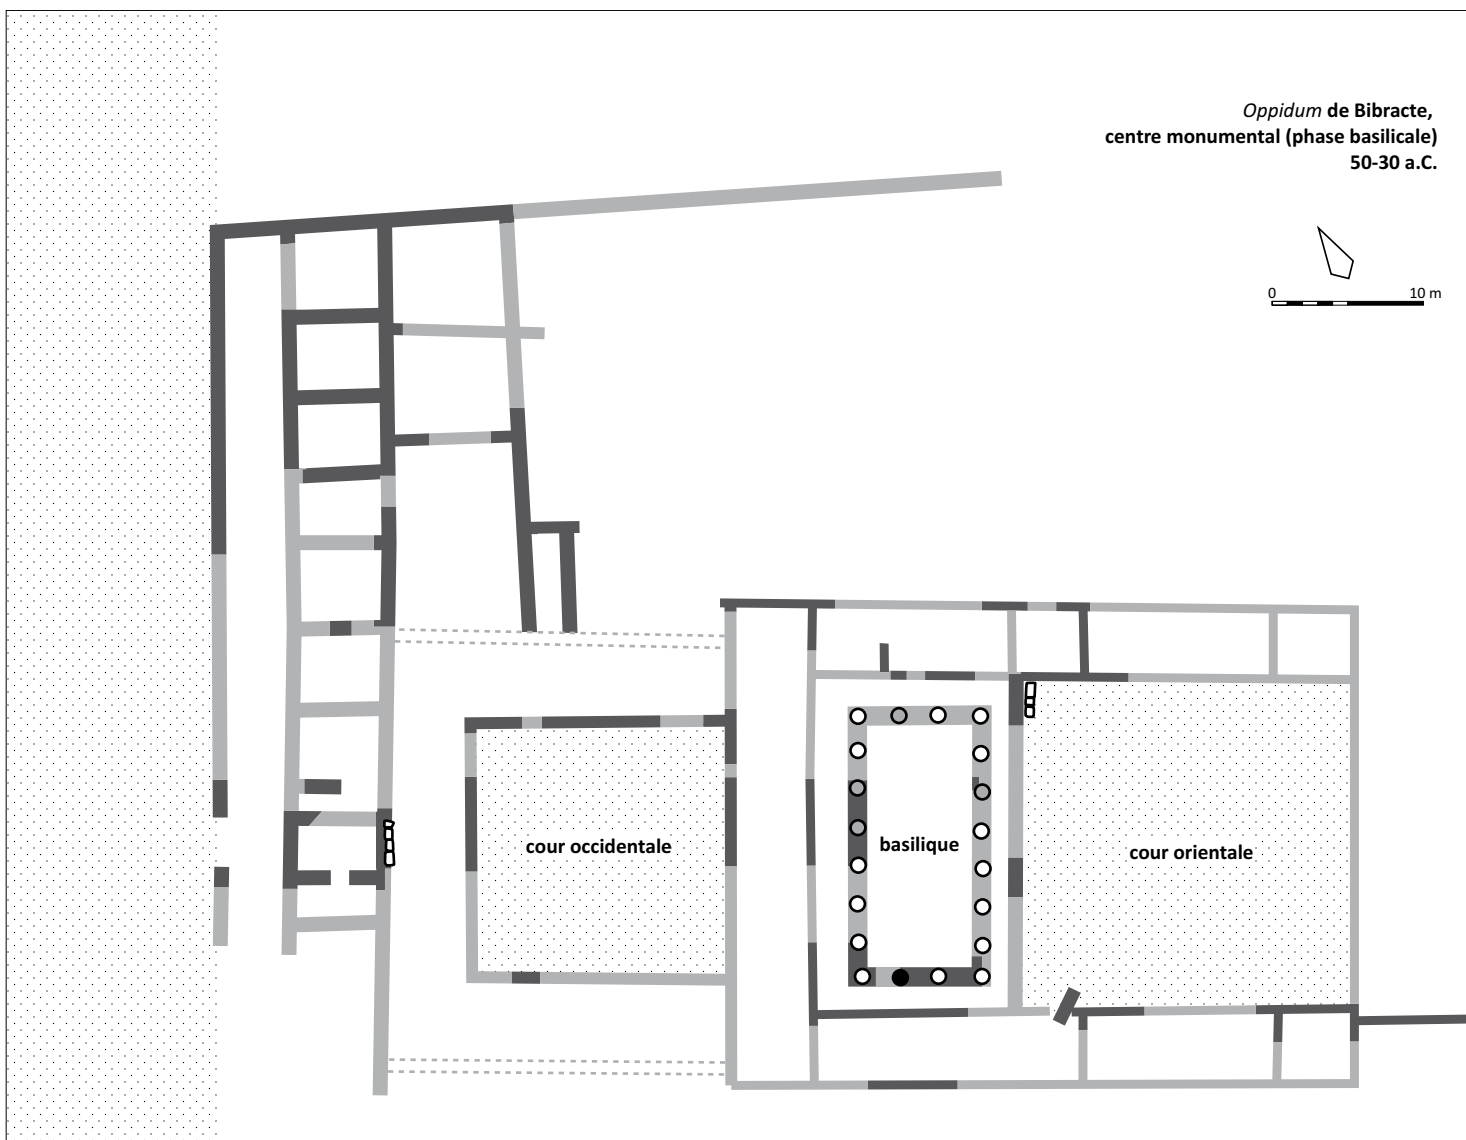 Oppidum de Bibracte,
centre monumental (phase basilicale)
50-30 a.C.
0 10 m
cour occidentale
basilique
cour orientale